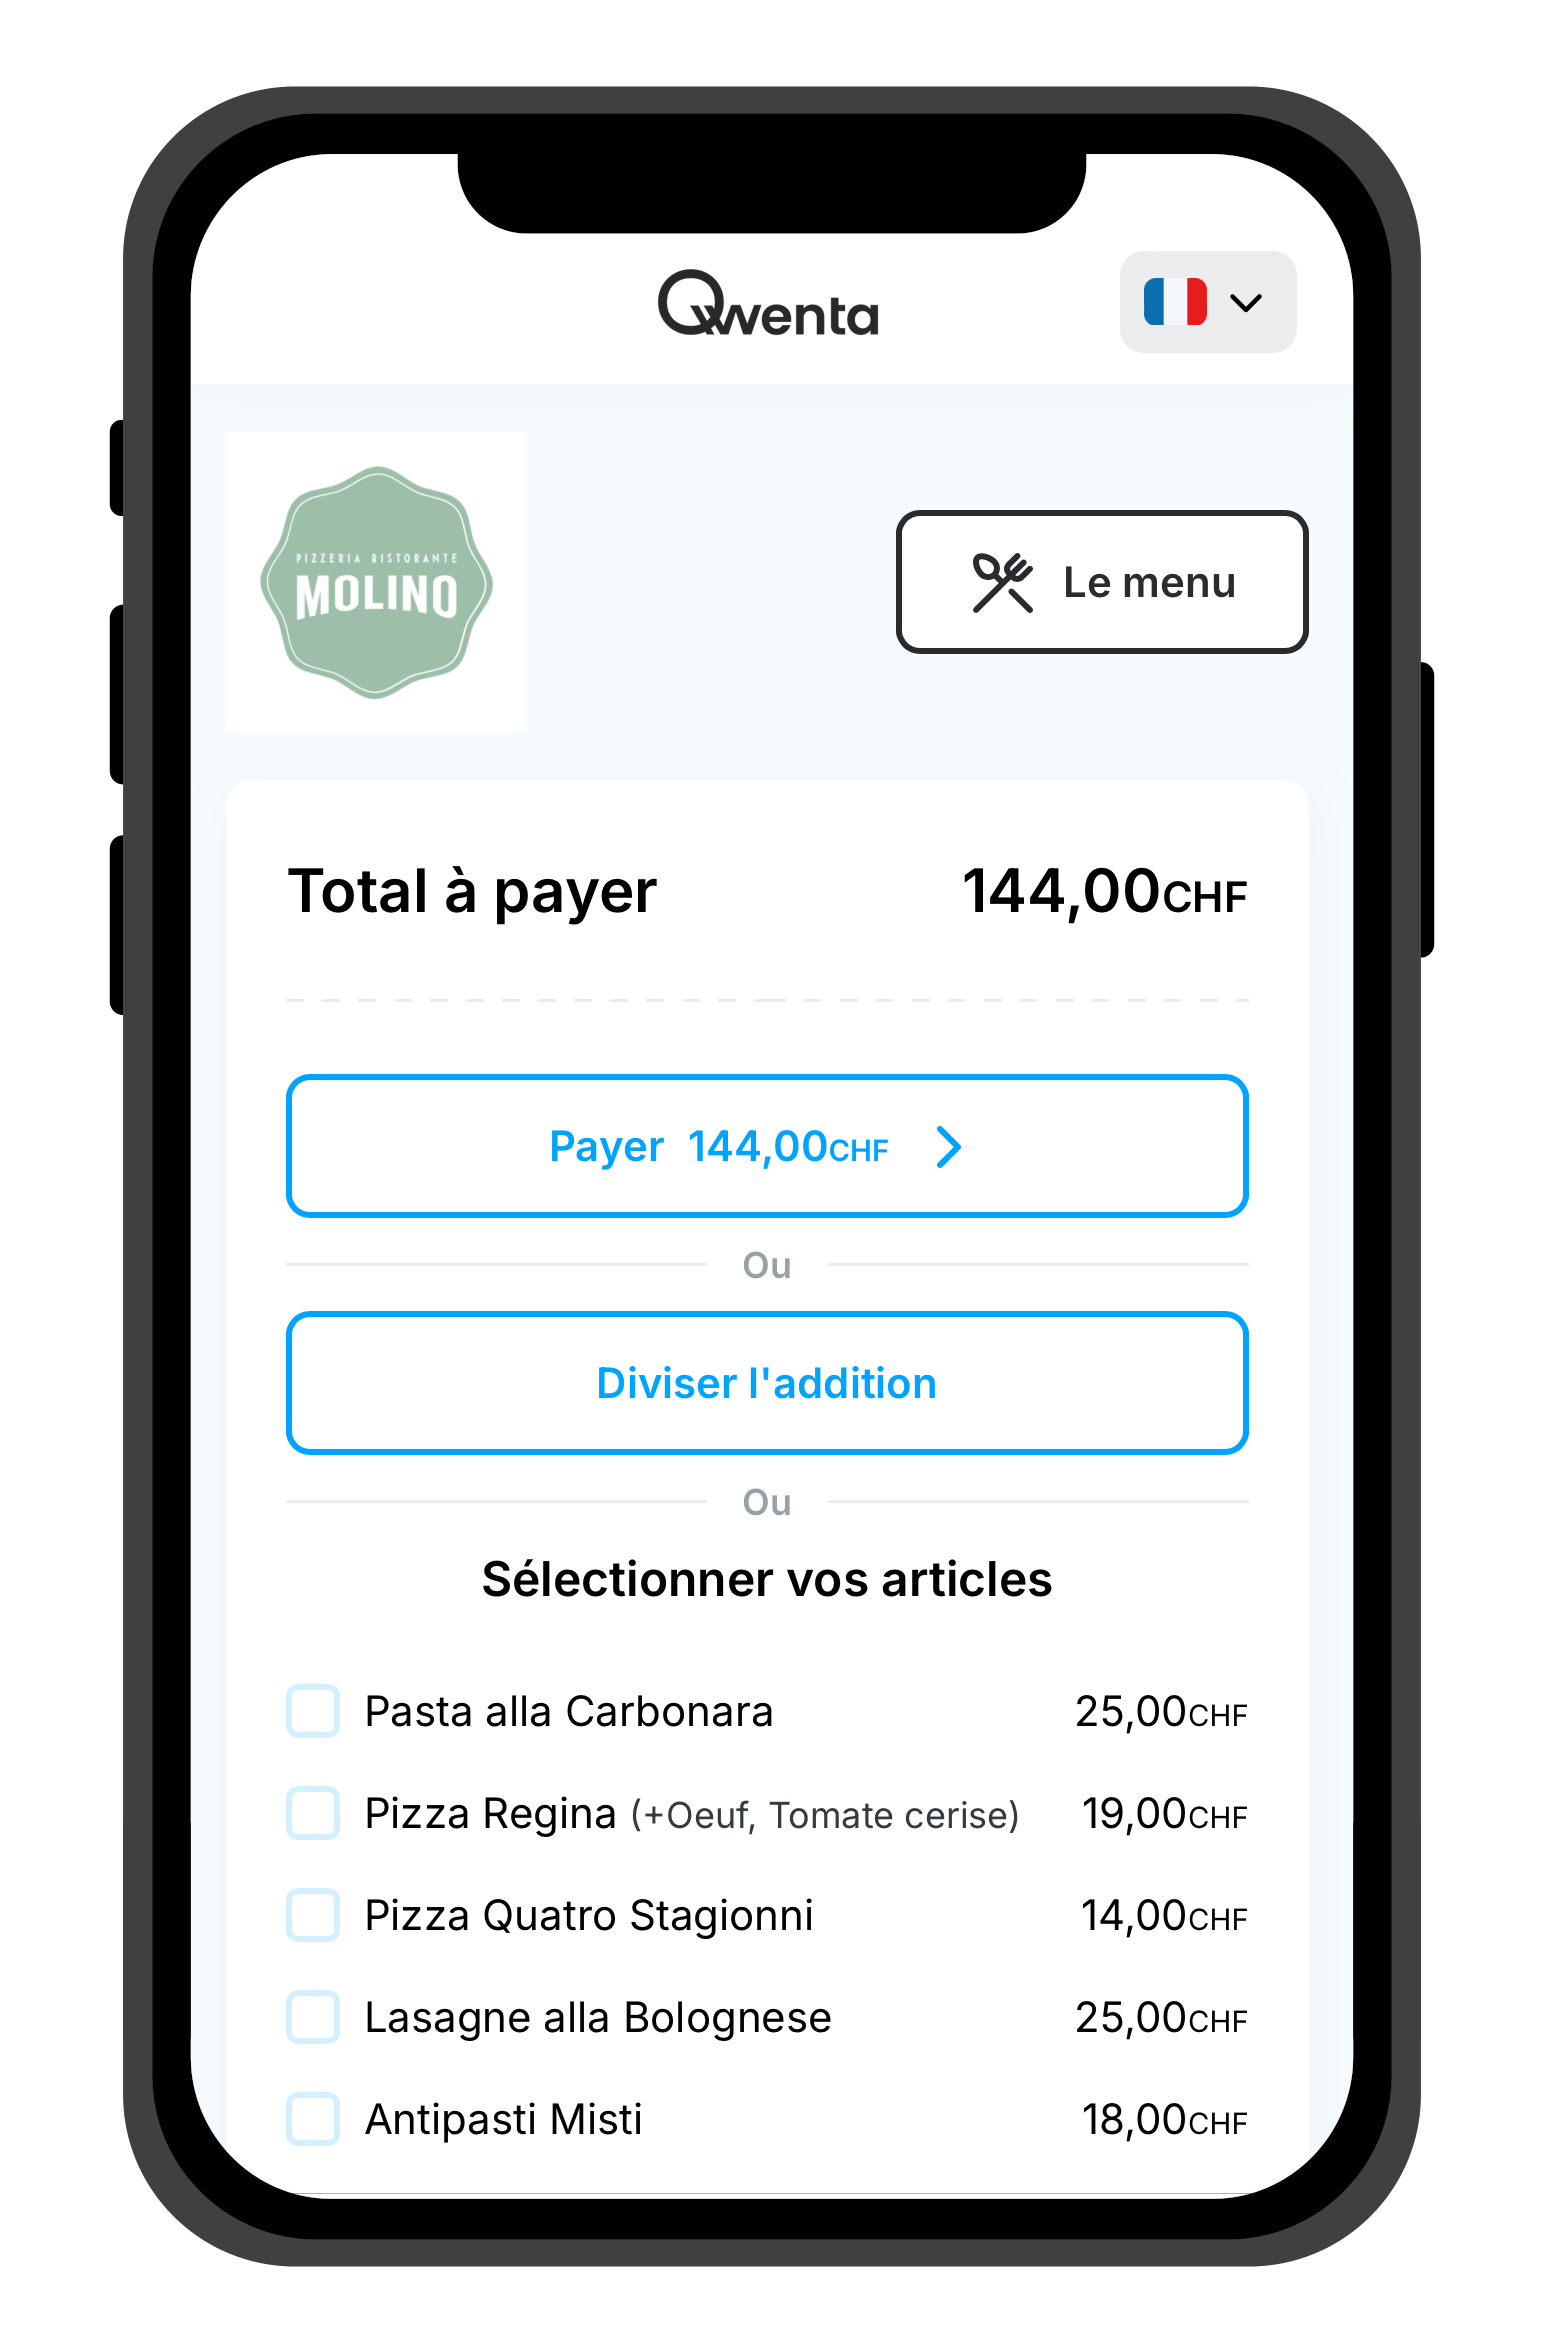 Qwenta
PIZZERIA RISTORANTE
MOLINO
Le menu
Total à payer 144,00CHF
Payer 144,00CHF
Ou
Diviser l'addition
Ou
Sélectionner vos articles
Pasta alla Carbonara 25,00CHF
Pizza Regina (+Oeuf, Tomate cerise) 19,00CHF
Pizza Quatro Stagionni 14,00CHF
Lasagne alla Bolognese 25,00CHF
Antipasti Misti 18,00CHF